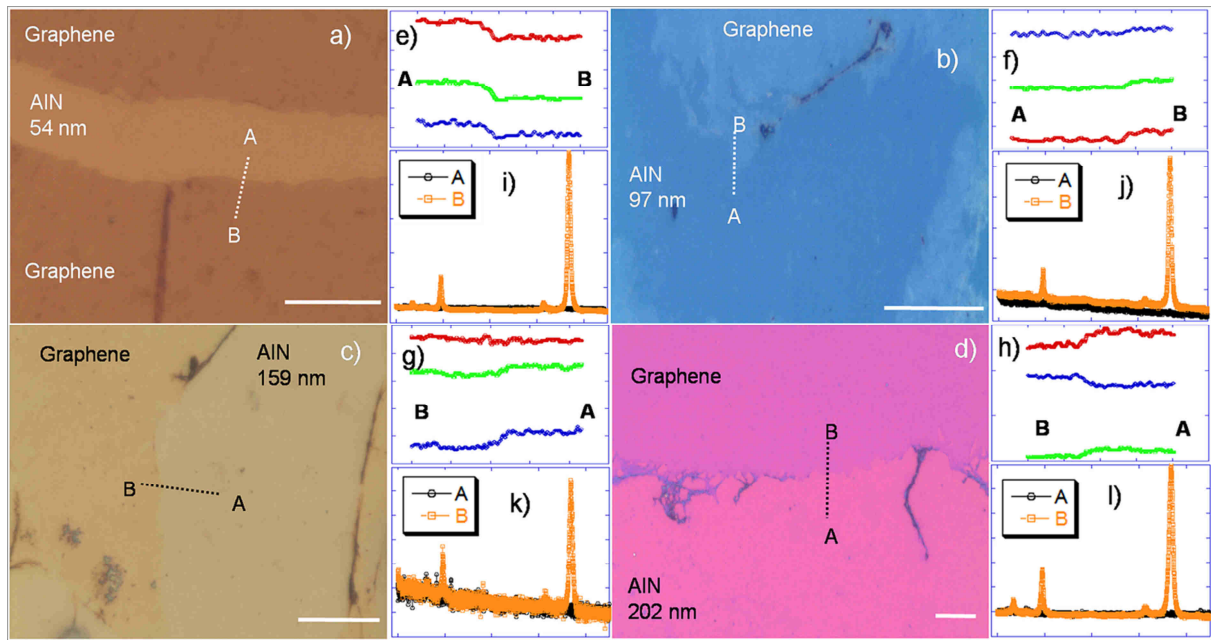 Graphene
a)
AlN
54 nm
A
B
Graphene
e)
A
B
i)
A
B
Graphene
b)
B
AlN
97 nm
A
f)
A
B
j)
A
B
Graphene
AlN
159 nm
c)
B
A
g)
B
A
k)
A
B
d)
Graphene
B
A
AlN
202 nm
h)
B
A
l)
A
B